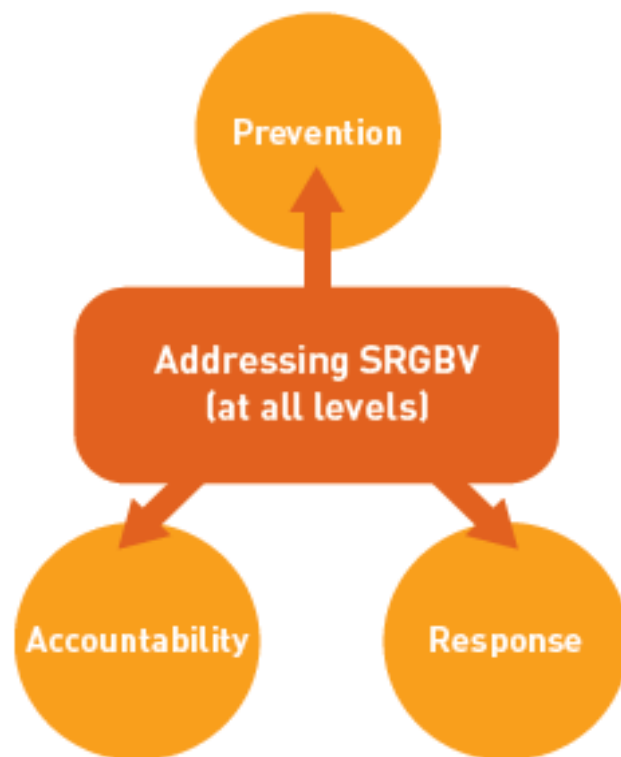 Prevention
Addressing SRGBV
(at all levels)
Accountability
Response